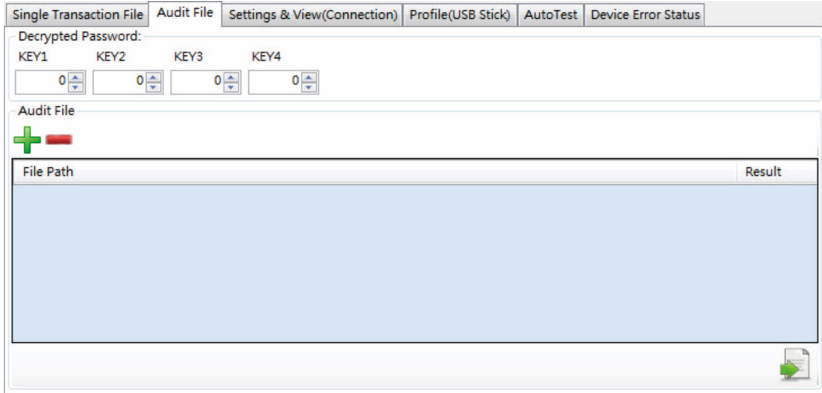 Single Transaction File Audit File Settings & View(Connection) Profile(USB Stick) AutoTest Device Error Status
Decrypted Password:
KEY1 KEY2 KEY3 KEY4
0 0 0 0
Audit File
File Path Result